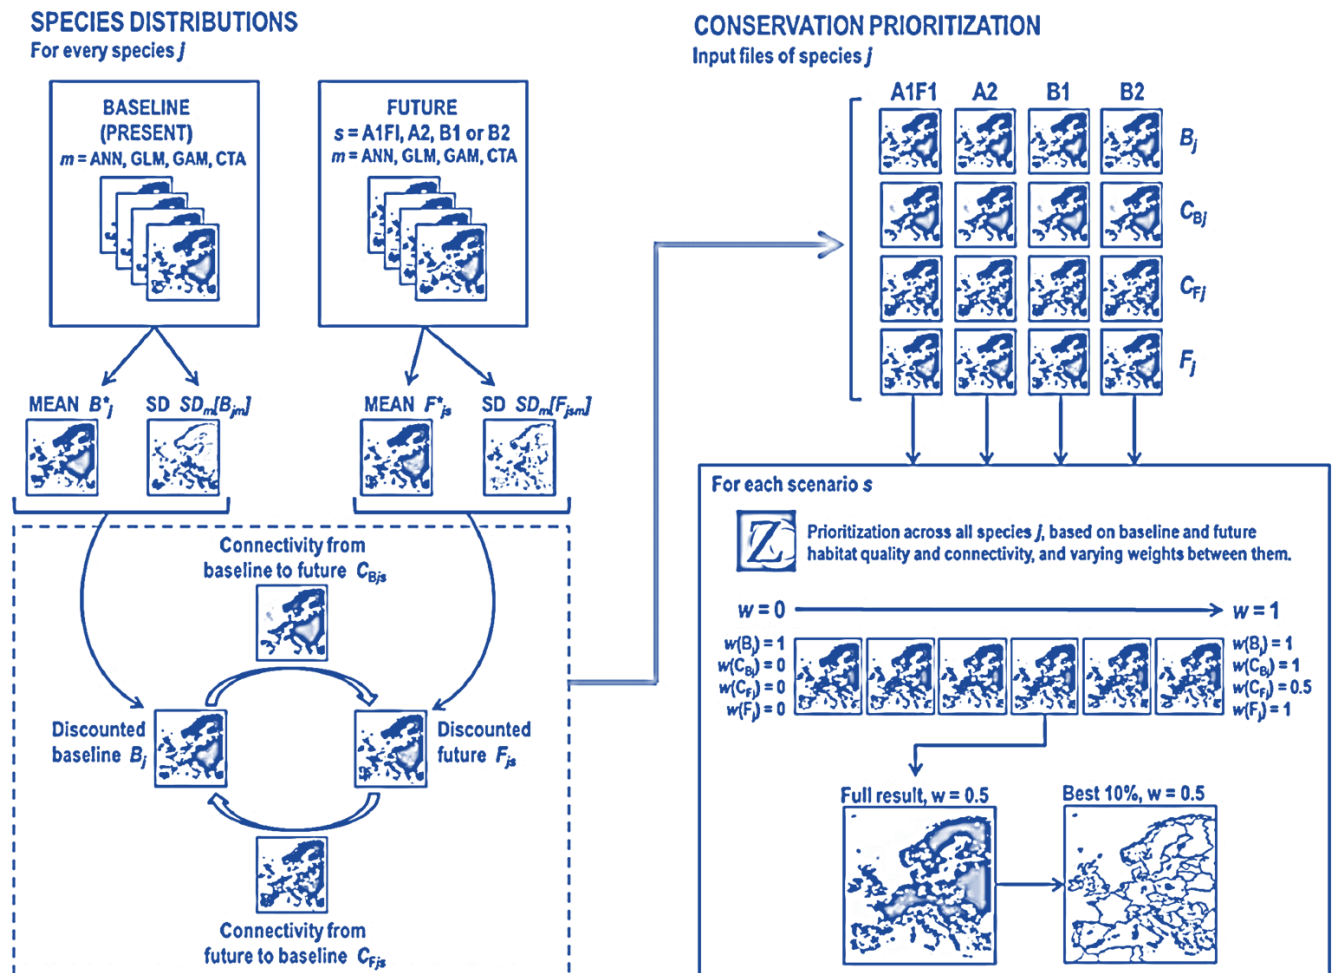 SPECIES DISTRIBUTIONS
For every species j
BASELINE
(PRESENT)
m = ANN, GLM, GAM, CTA
FUTURE
s = A1FI, A2, B1 or B2
m = ANN, GLM, GAM, CTA
MEAN B*j
SD SDm[Bjm]
MEAN F*js
SD SDm[Fjsm]
Connectivity from
baseline to future CBjs
Discounted
baseline Bj
Discounted
future Fjs
Connectivity from
future to baseline CFjs
CONSERVATION PRIORITIZATION
Input files of species j
A1F1 A2 B1 B2
Bj
CBj
CFj
Fj
For each scenario s
Z
Prioritization across all species j, based on baseline and future
habitat quality and connectivity, and varying weights between them.
w = 0
w = 1
w(Bj) = 1
w(CBj) = 0
w(CFj) = 0
w(Fj) = 0
w(Bj) = 1
w(CBj) = 1
w(CFj) = 0.5
w(Fj) = 1
Full result, w = 0.5
Best 10%, w = 0.5